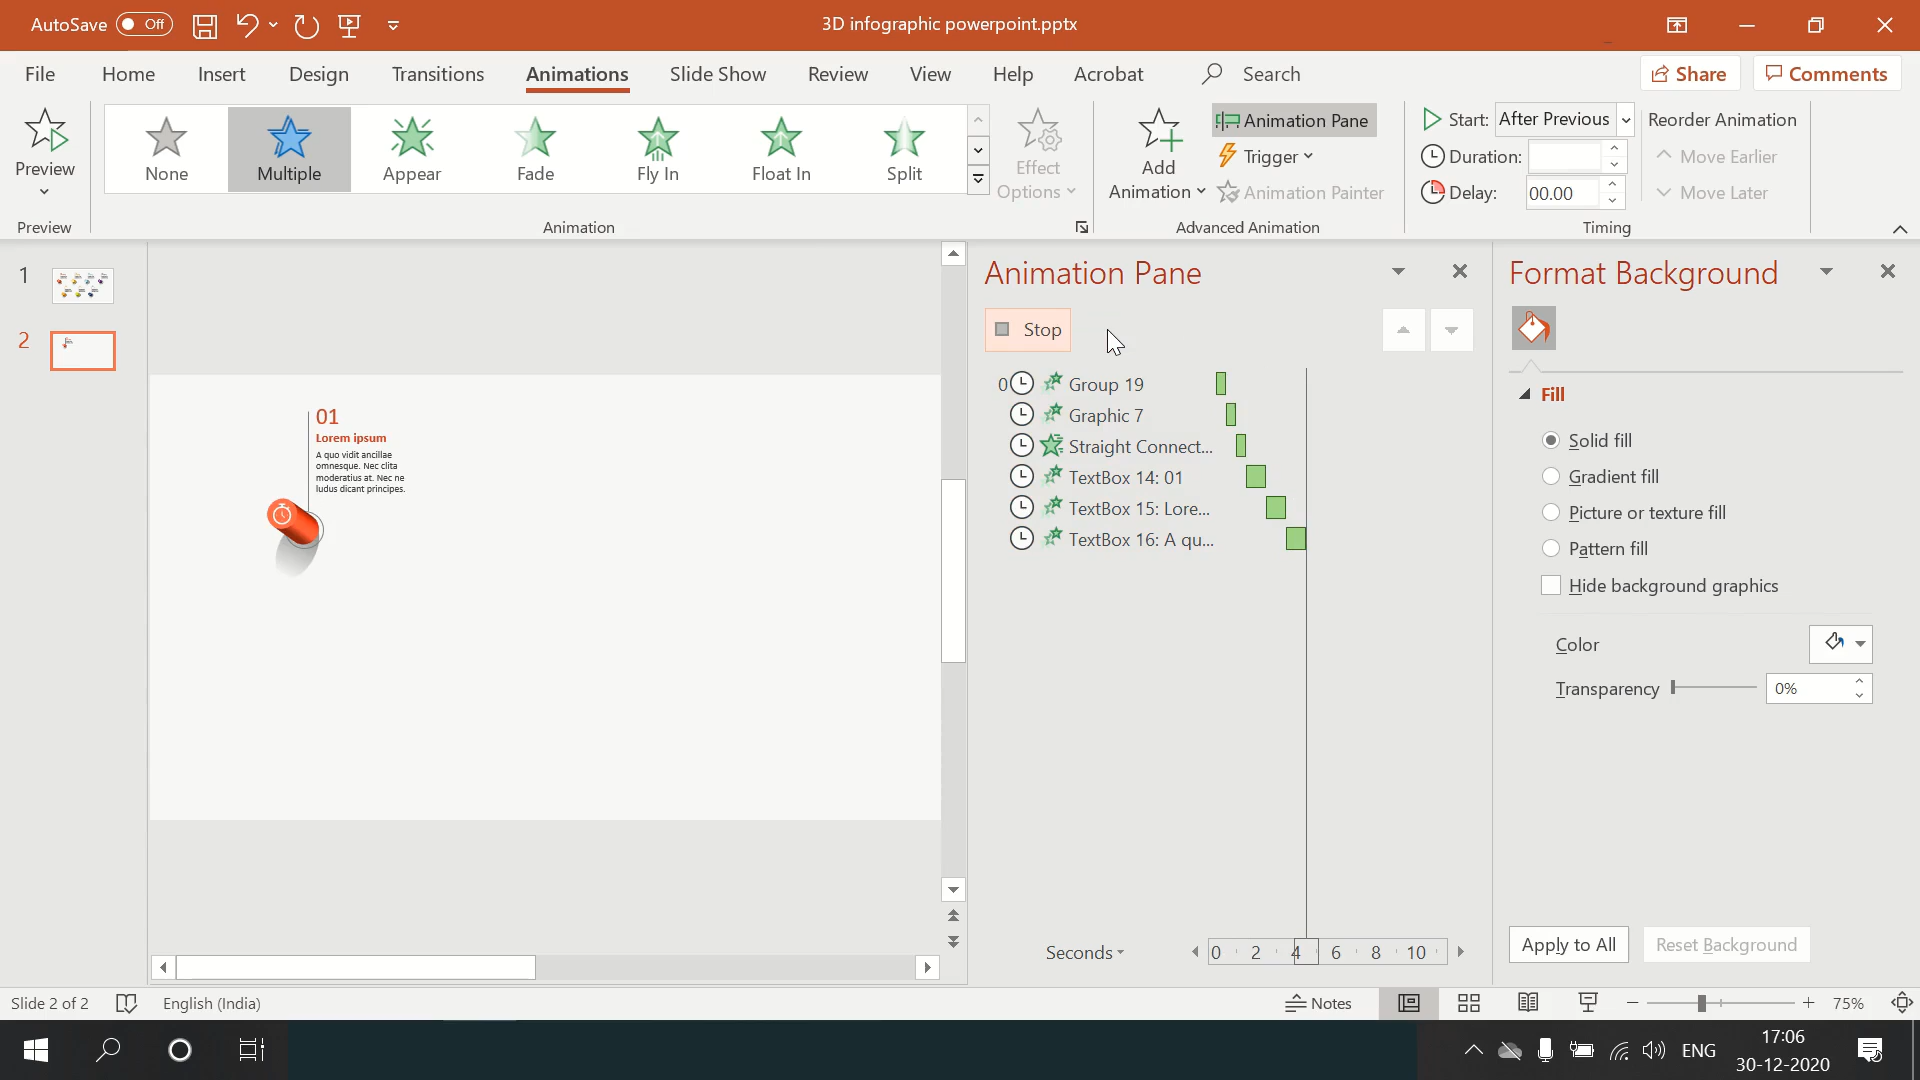 AutoSave Off 3D infographic powerpoint.pptx
File Home Insert Design Transitions Animations Slide Show Review View Help Acrobat Search Share Comments
Preview
None Multiple Appear Fade Fly In Float In Split
Effect Options
Add Animation
Animation Pane
Trigger
Animation Painter
Start: After Previous
Duration:
Delay: 00.00
Reorder Animation
Move Earlier
Move Later
Preview Animation Advanced Animation Timing
1
2
01
Lorem ipsum
A quo vidit ancillae
omnesque. Nec clita
moderatius at. Nec ne
ludus dicant principes.
Animation Pane
Stop
0 Group 19
Graphic 7
Straight Connect...
TextBox 14: 01
TextBox 15: Lore...
TextBox 16: A qu...
Seconds 0 2 4 6 8 10
Format Background
Fill
Solid fill
Gradient fill
Picture or texture fill
Pattern fill
Hide background graphics
Color
Transparency 0%
Apply to All Reset Background
Slide 2 of 2 English (India) Notes 75%
ENG 17:06
30-12-2020